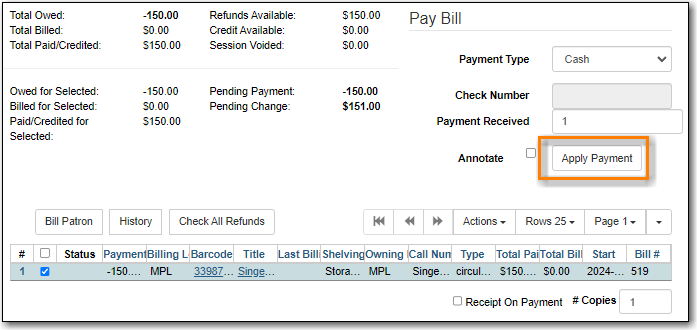 Total Owed: -150.00 Refunds Available: $150.00
Total Billed: $0.00 Credit Available: $0.00
Total Paid/Credited: $150.00 Session Voided: $0.00
Pay Bill
Payment Type Cash
Owed for Selected: -150.00 Pending Payment: -150.00
Billed for Selected: $0.00 Pending Change: $151.00
Paid/Credited for Selected: $150.00
Check Number
Payment Received 1
Annotate Apply Payment
Bill Patron History Check All Refunds Actions Rows 25 Page 1
# Status Payment Billing L Barcode Title Last Billi Shelving Owning Call Num Type Total Pai Total Bil Start Bill #
1 -150.... MPL 33987... Singe... Stora... MPL Singe... circul... $150.... $0.00 2024-... 519
Receipt On Payment # Copies 1